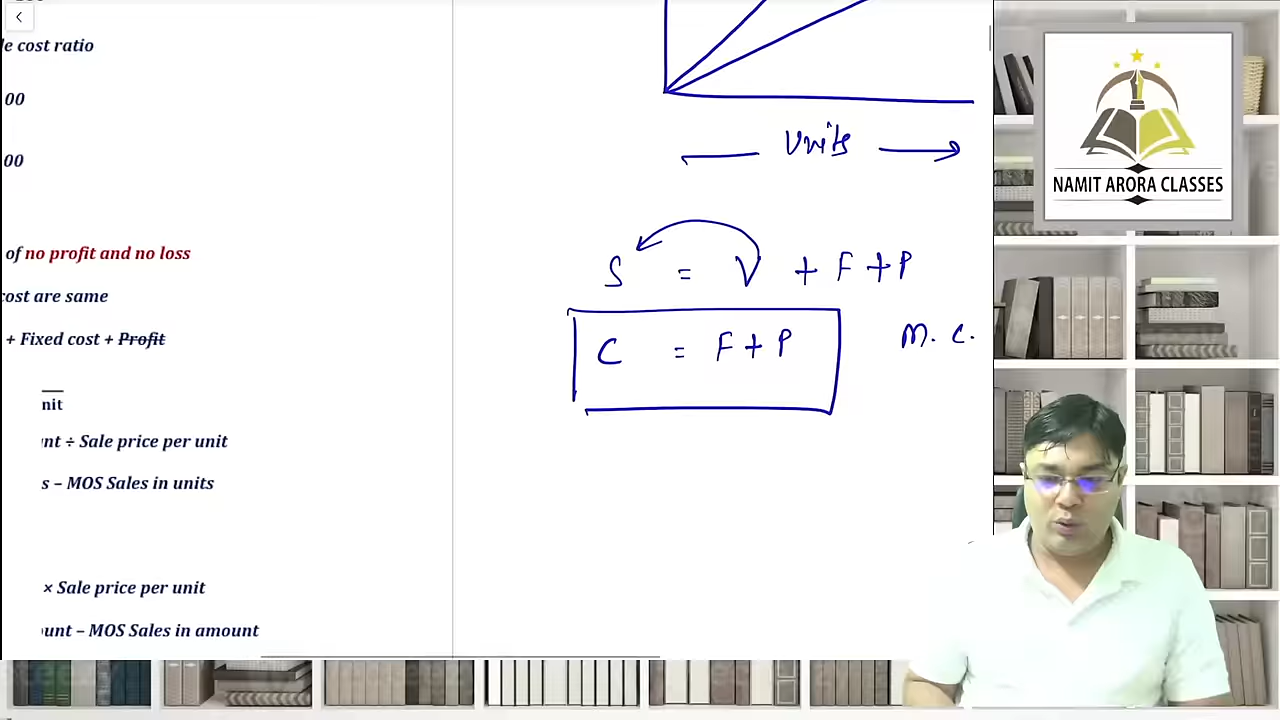 le cost ratio
00
00
of no profit and no loss
cost are same
+ Fixed cost + Profit
nit
nt ÷ Sale price per unit
s – MOS Sales in units
× Sale price per unit
unt – MOS Sales in amount
Units
S = V + F + P
C = F + P
M. C.
NAMIT ARORA CLASSES